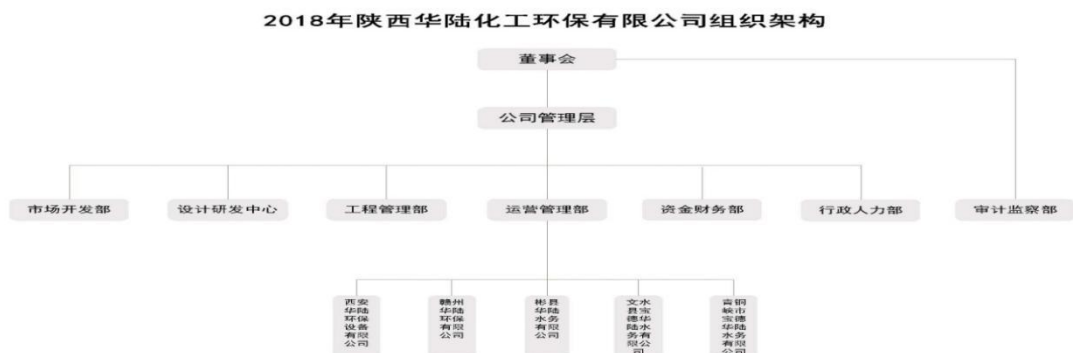 2018年陕西华陆化工环保有限公司组织架构
董事会
公司管理层
市场开发部
设计研发中心
工程管理部
运营管理部
资金财务部
行政人力部
审计监察部
西安华陆环保设备有限公司
赣州华陆环保有限公司
彬县华陆水务有限公司
文水县宝德华陆水务有限公司
青铜峡市宝德华陆水务有限公司